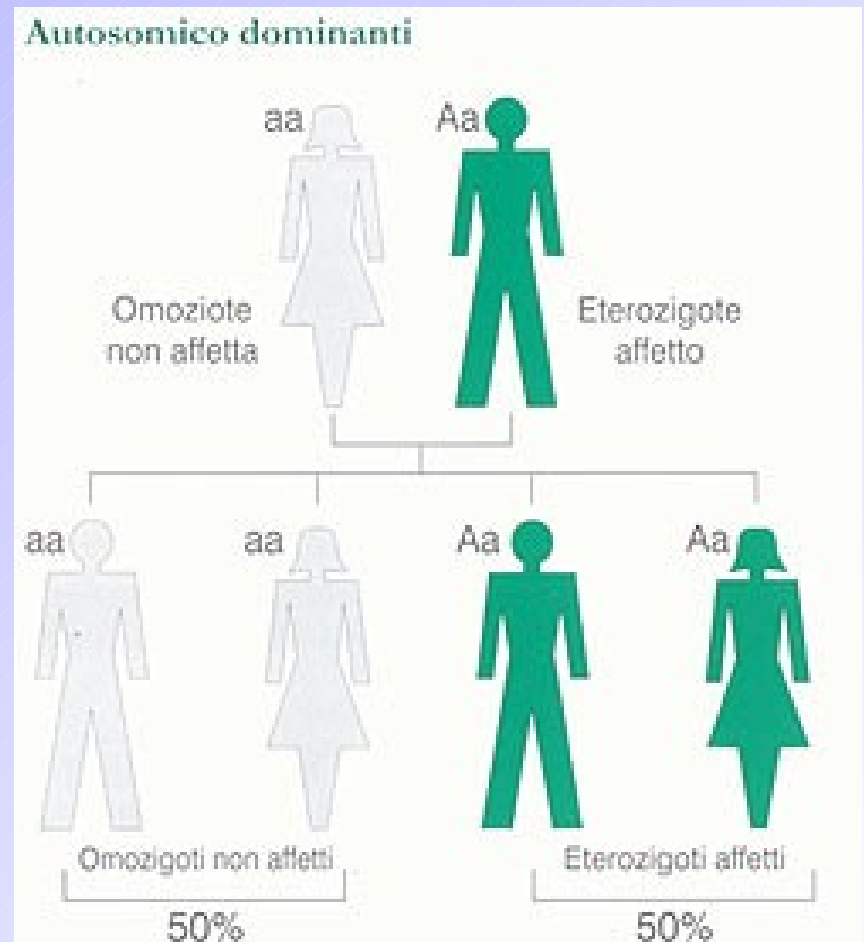 Autosomico dominanti
aa
Aa
Omoziote
non affetta
Eterozigote
affetto
aa
aa
Aa
Aa
Omozigoti non affetti
Eterozigoti affetti
50%
50%